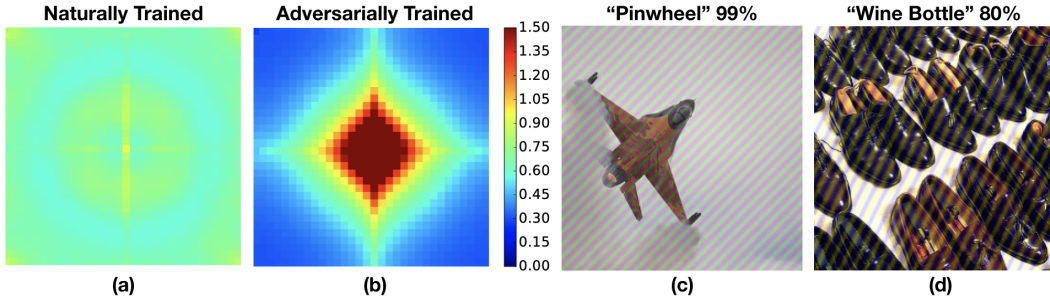 Naturally Trained
Adversarially Trained
“Pinwheel” 99%
“Wine Bottle” 80%
1.50
1.35
1.20
1.05
0.90
0.75
0.60
0.45
0.30
0.15
0.00
(a)
(b)
(c)
(d)